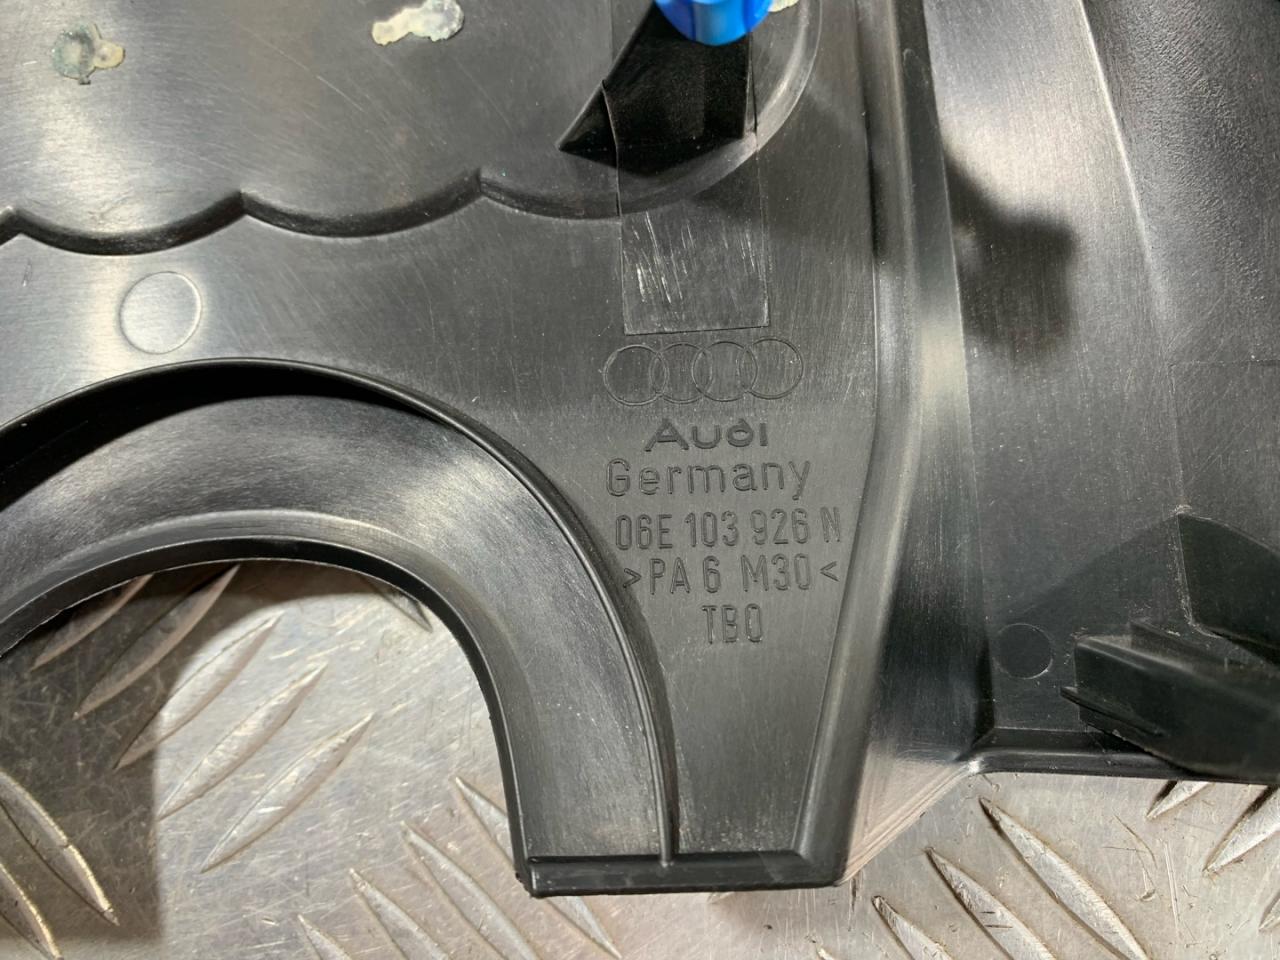 Audi
Germany
06E 103 926 N
>PA 6 M30<
TBO